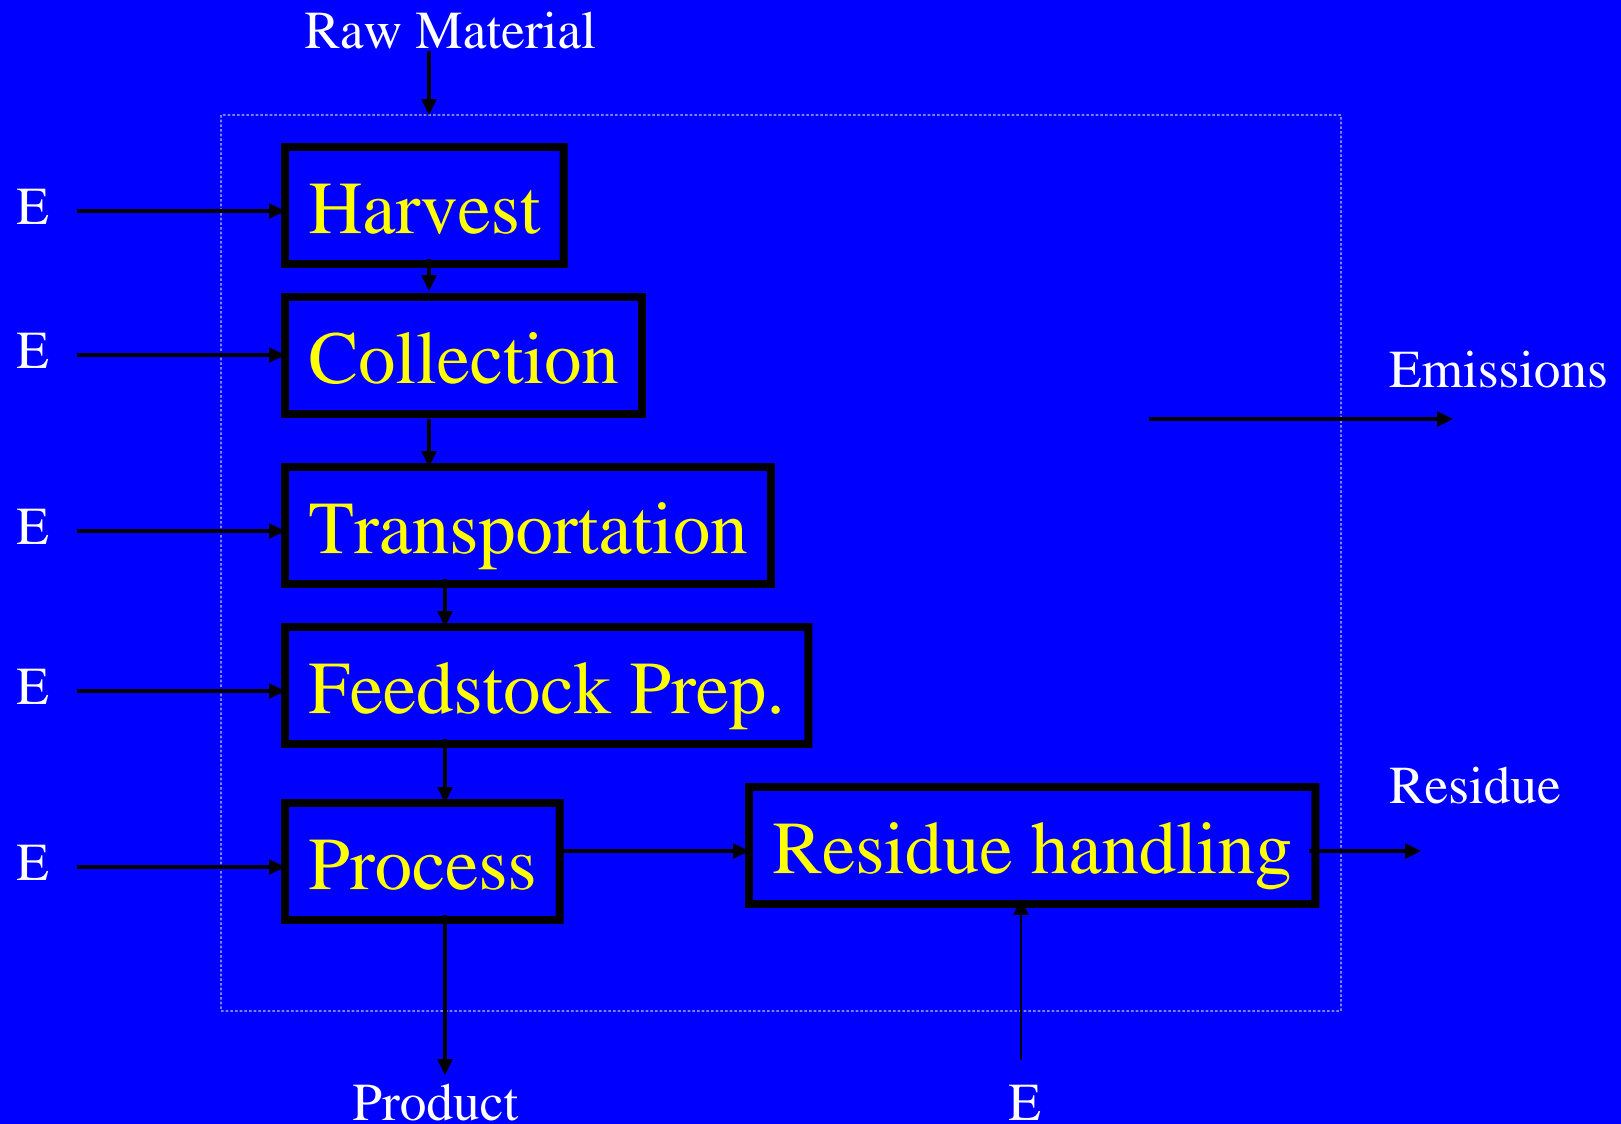 Raw Material
E
Harvest
E
Collection
Emissions
E
Transportation
E
Feedstock Prep.
Residue
E
Process
Residue handling
Product
E